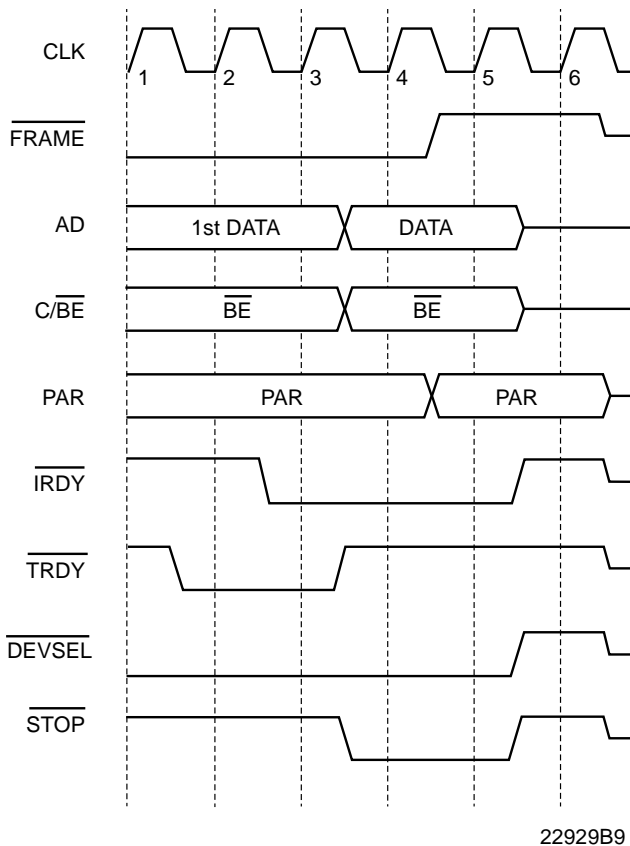 CLK
1 2 3 4 5 6
FRAME
AD 1st DATA DATA
C/BE BE BE
PAR PAR PAR
IRDY
TRDY
DEVSEL
STOP
22929B9